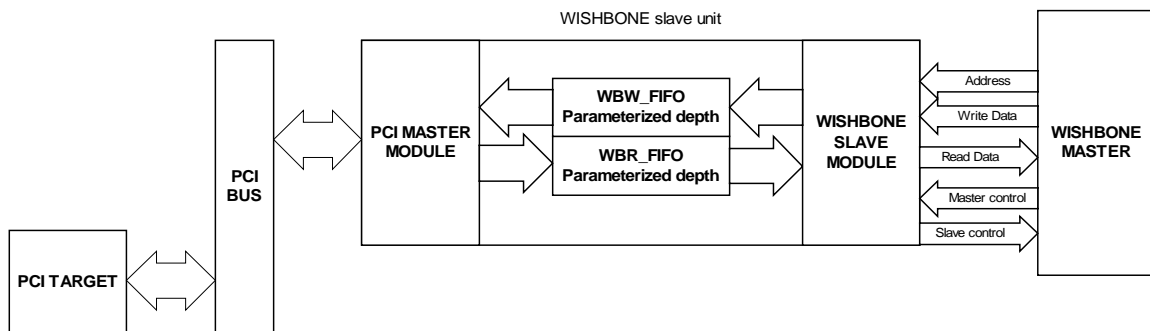 WISHBONE slave unit
PCI TARGET
PCI
BUS
PCI MASTER
MODULE
WBW_FIFO
Parameterized depth
WBR_FIFO
Parameterized depth
WISHBONE
SLAVE
MODULE
Address
Write Data
Read Data
Master control
Slave control
WISHBONE
MASTER